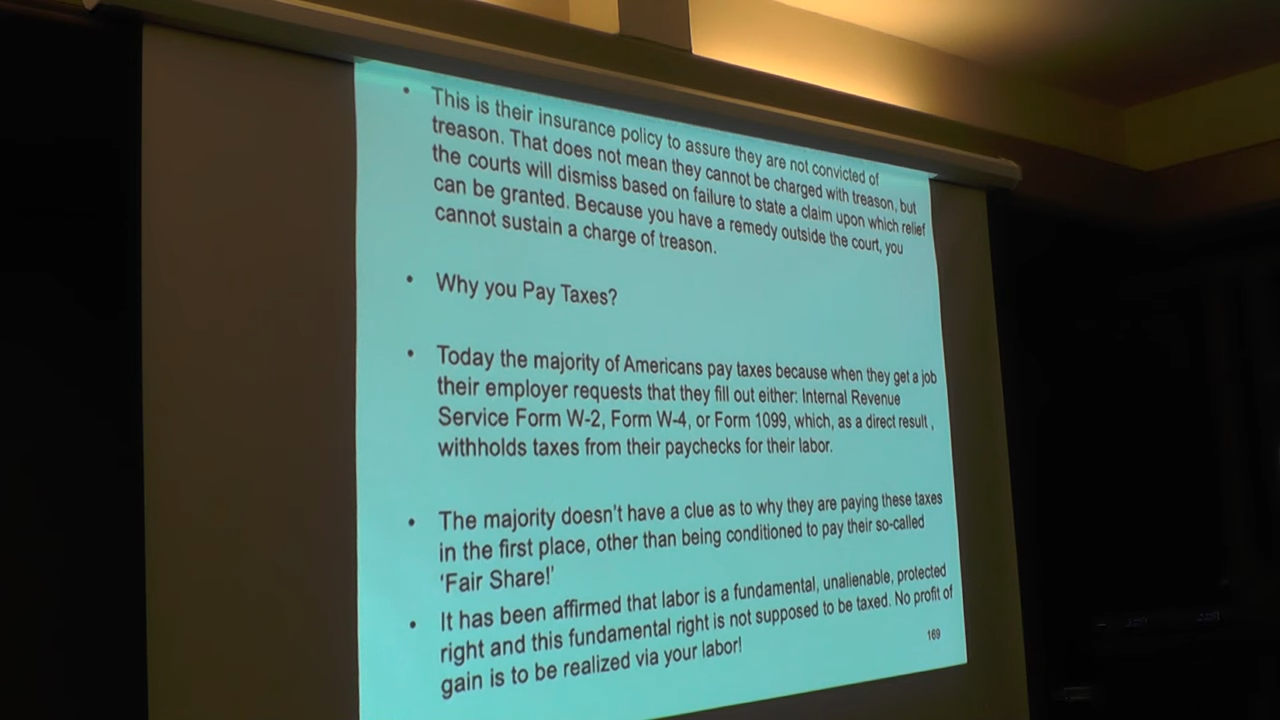 • This is their insurance policy to assure they are not convicted of
treason. That does not mean they cannot be charged with treason, but
the courts will dismiss based on failure to state a claim upon which relief
can be granted. Because you have a remedy outside the court, you
cannot sustain a charge of treason.
• Why you Pay Taxes?
• Today the majority of Americans pay taxes because when they get a job
their employer requests that they fill out either: Internal Revenue
Service Form W-2, Form W-4, or Form 1099, which, as a direct result ,
withholds taxes from their paychecks for their labor.
• The majority doesn't have a clue as to why they are paying these taxes
in the first place, other than being conditioned to pay their so-called
'Fair Share!'
• It has been affirmed that labor is a fundamental, unalienable, protected
right and this fundamental right is not supposed to be taxed. No profit of
gain is to be realized via your labor!
169